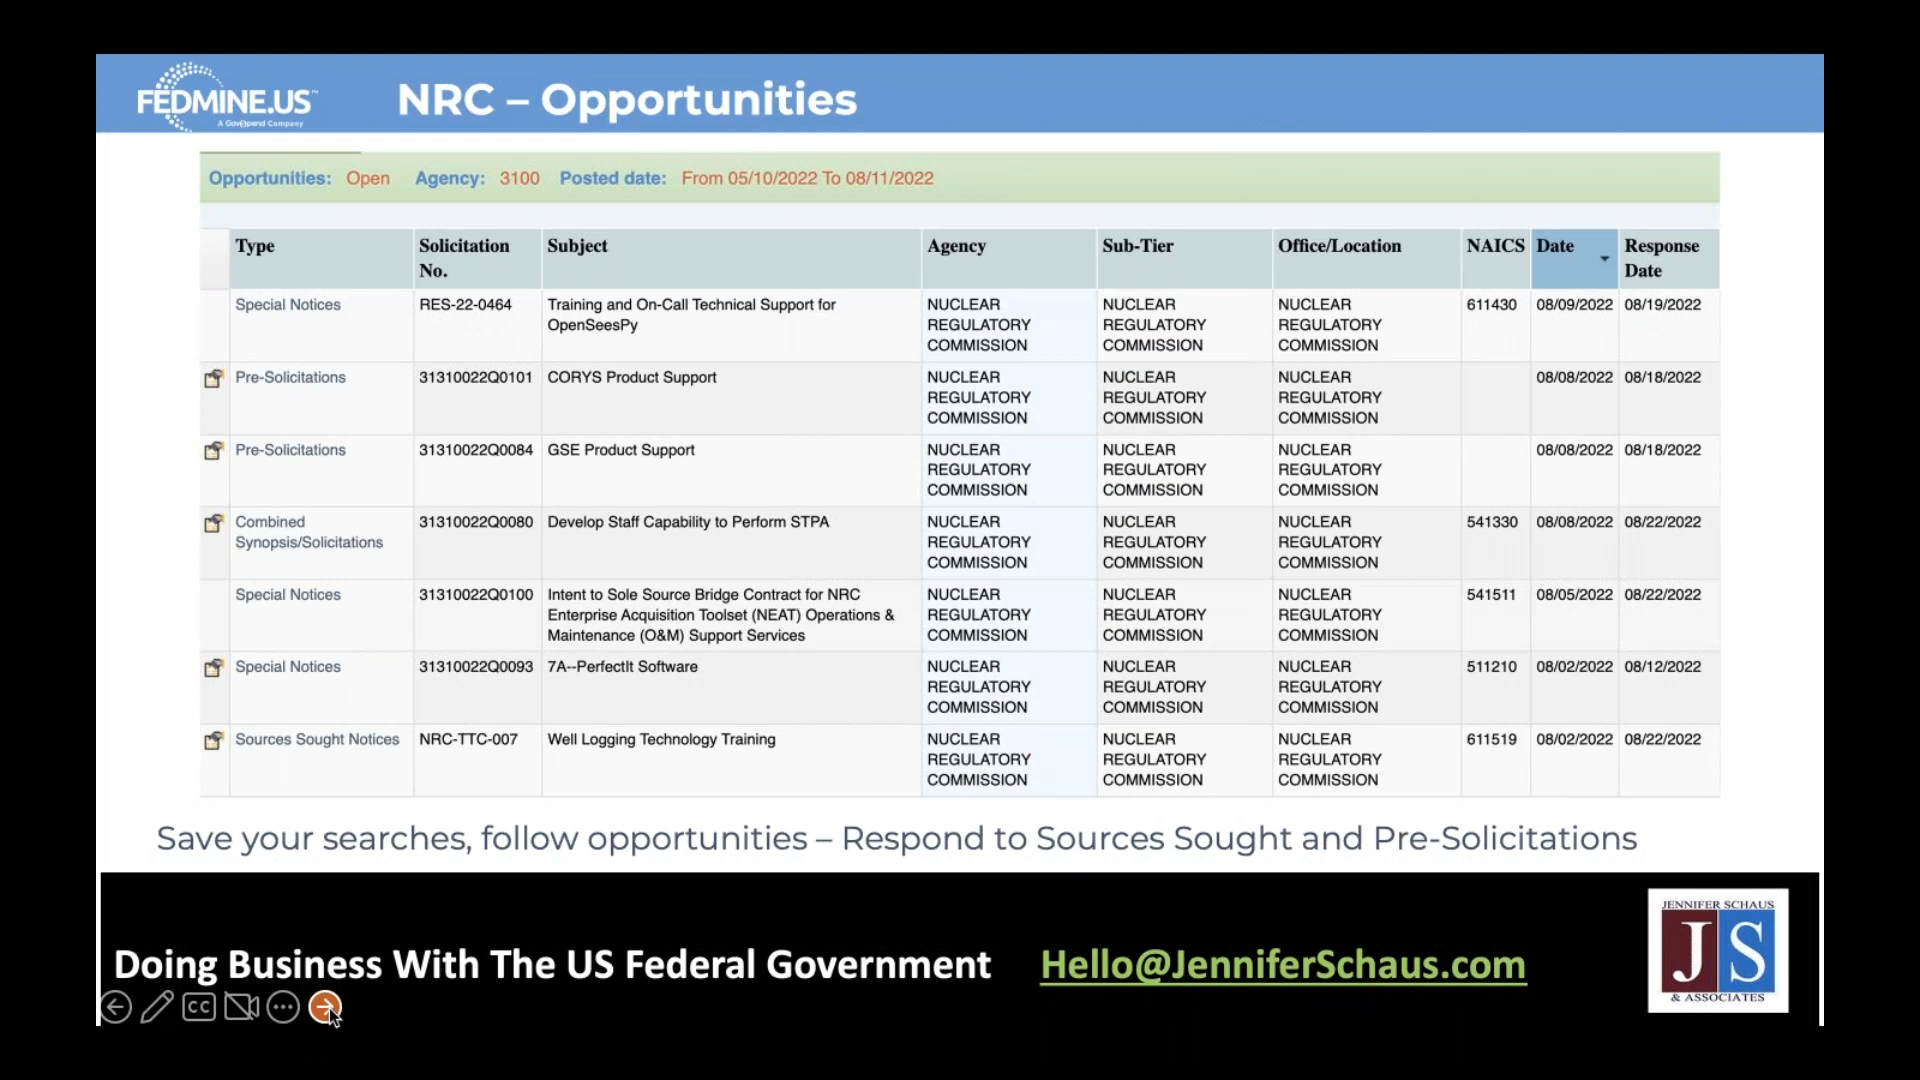 FEDMINE.US™
A GovSpend Company
NRC – Opportunities
Opportunities: Open Agency: 3100 Posted date: From 05/10/2022 To 08/11/2022
Type Solicitation No. Subject Agency Sub-Tier Office/Location NAICS Date Response Date
Special Notices RES-22-0464 Training and On-Call Technical Support for OpenSeesPy NUCLEAR REGULATORY COMMISSION NUCLEAR REGULATORY COMMISSION NUCLEAR REGULATORY COMMISSION 611430 08/09/2022 08/19/2022
Pre-Solicitations 31310022Q0101 CORYS Product Support NUCLEAR REGULATORY COMMISSION NUCLEAR REGULATORY COMMISSION NUCLEAR REGULATORY COMMISSION 08/08/2022 08/18/2022
Pre-Solicitations 31310022Q0084 GSE Product Support NUCLEAR REGULATORY COMMISSION NUCLEAR REGULATORY COMMISSION NUCLEAR REGULATORY COMMISSION 08/08/2022 08/18/2022
Combined Synopsis/Solicitations 31310022Q0080 Develop Staff Capability to Perform STPA NUCLEAR REGULATORY COMMISSION NUCLEAR REGULATORY COMMISSION NUCLEAR REGULATORY COMMISSION 541330 08/08/2022 08/22/2022
Special Notices 31310022Q0100 Intent to Sole Source Bridge Contract for NRC Enterprise Acquisition Toolset (NEAT) Operations & Maintenance (O&M) Support Services NUCLEAR REGULATORY COMMISSION NUCLEAR REGULATORY COMMISSION NUCLEAR REGULATORY COMMISSION 541511 08/05/2022 08/22/2022
Special Notices 31310022Q0093 7A--PerfectIt Software NUCLEAR REGULATORY COMMISSION NUCLEAR REGULATORY COMMISSION NUCLEAR REGULATORY COMMISSION 511210 08/02/2022 08/12/2022
Sources Sought Notices NRC-TTC-007 Well Logging Technology Training NUCLEAR REGULATORY COMMISSION NUCLEAR REGULATORY COMMISSION NUCLEAR REGULATORY COMMISSION 611519 08/02/2022 08/22/2022
Save your searches, follow opportunities – Respond to Sources Sought and Pre-Solicitations
Doing Business With The US Federal Government Hello@JenniferSchaus.com
JENNIFER SCHAUS
JS
& ASSOCIATES
CC